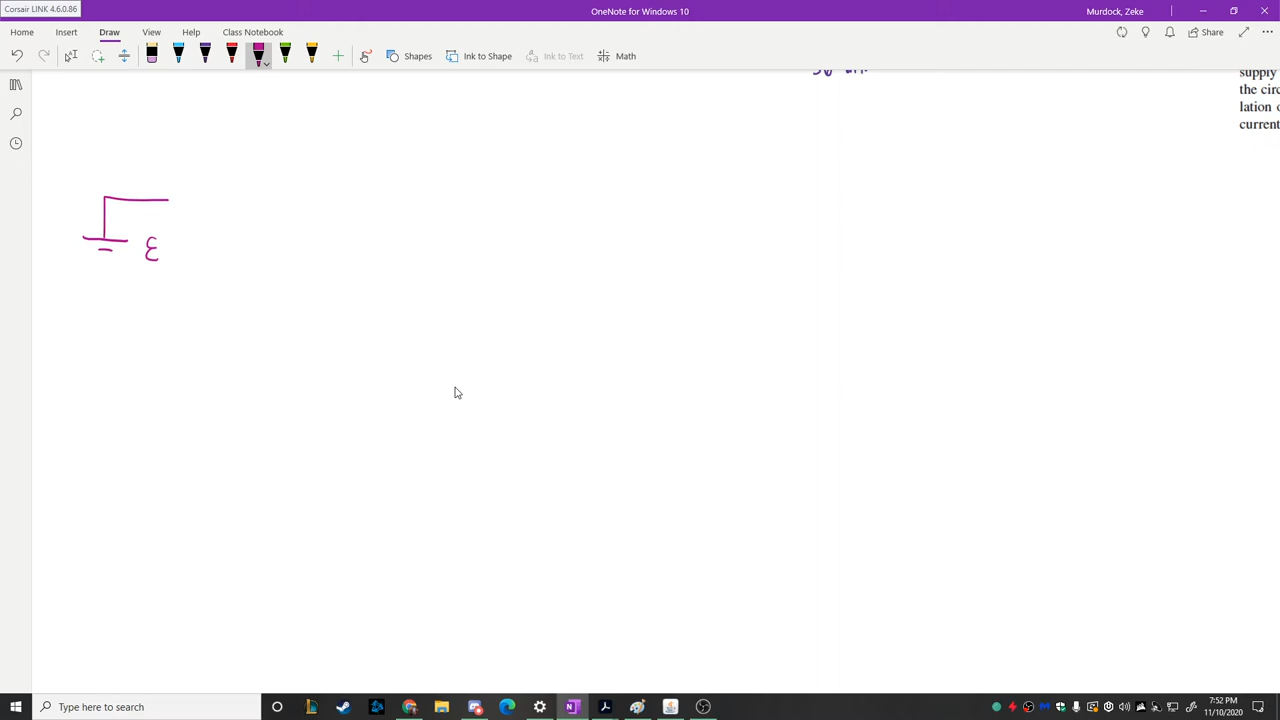 Corsair LINK 4.6.0.86
OneNote for Windows 10
Murdock, Zeke
Home Insert Draw View Help Class Notebook
Share
Shapes Ink to Shape Ink to Text Math
supply
the circ
lation o
current
ε
Type here to search
7:52 PM
11/10/2020